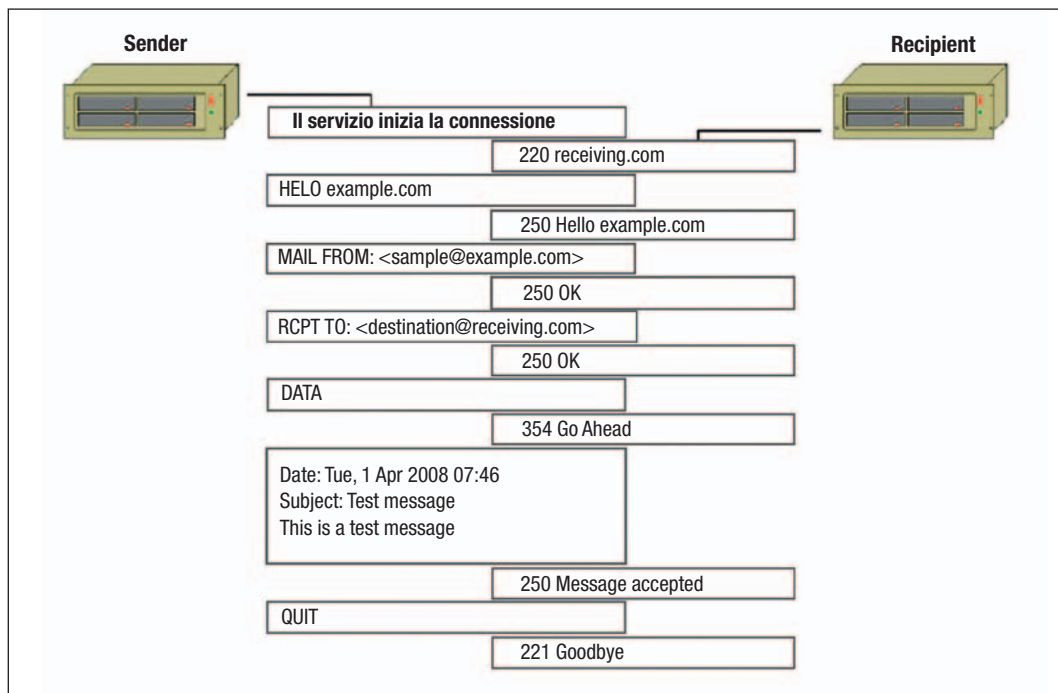 Sender
Recipient
Il servizio inizia la connessione
220 receiving.com
HELO example.com
250 Hello example.com
MAIL FROM: <sample@example.com>
250 OK
RCPT TO: <destination@receiving.com>
250 OK
DATA
354 Go Ahead
Date: Tue, 1 Apr 2008 07:46
Subject: Test message
This is a test message
250 Message accepted
QUIT
221 Goodbye